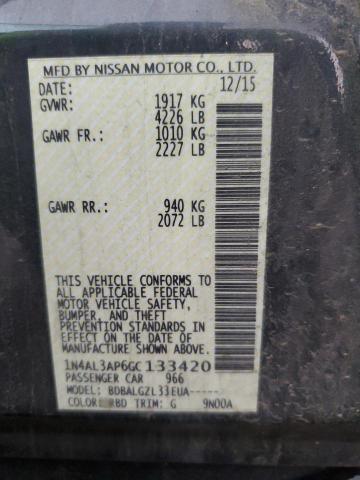 MFD BY NISSAN MOTOR CO., LTD.
DATE: 12/15
GVWR: 1917 KG
4226 LB
GAWR FR.: 1010 KG
2227 LB
GAWR RR.: 940 KG
2072 LB
THIS VEHICLE CONFORMS TO
ALL APPLICABLE FEDERAL
MOTOR VEHICLE SAFETY,
BUMPER, AND THEFT
PREVENTION STANDARDS
IN EFFECT ON THE DATE OF
MANUFACTURE SHOWN ABOVE.
1N4AL3AP6GC133420
PASSENGER CAR 966
MODEL: BDBALGZL33EUA-----
COLOR: RBD TRIM: G 9N00A